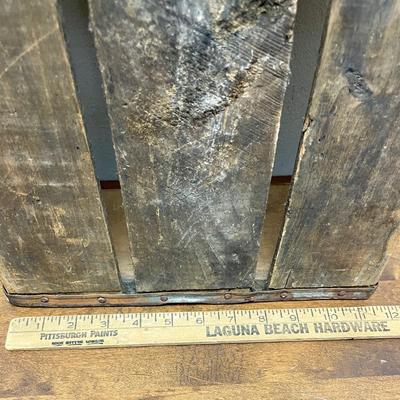 1 2 3 4 5 6 7 8 9 10 11 12
PITTSBURGH PAINTS LAGUNA BEACH HARDWARE